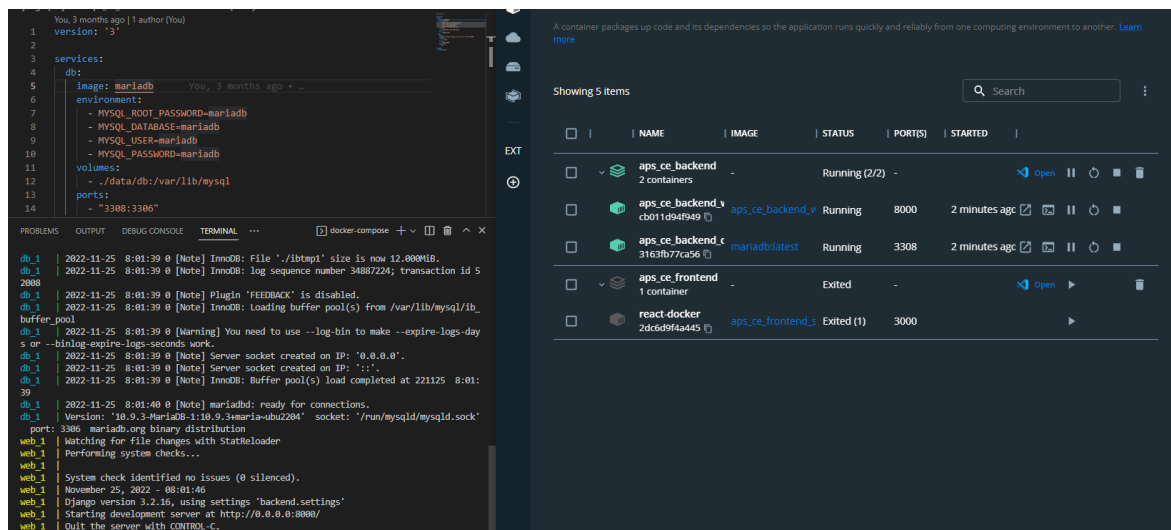 You, 3 months ago | 1 author (You)
1 version: '3'
2
3 services:
4 db:
5 image: mariadb You, 3 months ago • …
6 environment:
7 - MYSQL_ROOT_PASSWORD=mariadb
8 - MYSQL_DATABASE=mariadb
9 - MYSQL_USER=mariadb
10 - MYSQL_PASSWORD=mariadb
11 volumes:
12 - ./data/db:/var/lib/mysql
13 ports:
14 - "3308:3306"
PROBLEMS OUTPUT DEBUG CONSOLE TERMINAL ··· docker-compose
db_1 | 2022-11-25 8:01:39 0 [Note] InnoDB: File './ibtmp1' size is now 12.000MiB.
db_1 | 2022-11-25 8:01:39 0 [Note] InnoDB: log sequence number 34887224; transaction id 5
2008
db_1 | 2022-11-25 8:01:39 0 [Note] Plugin 'FEEDBACK' is disabled.
db_1 | 2022-11-25 8:01:39 0 [Note] InnoDB: Loading buffer pool(s) from /var/lib/mysql/ib_
buffer_pool
db_1 | 2022-11-25 8:01:39 0 [Warning] You need to use --log-bin to make --expire-logs-day
s or --binlog-expire-logs-seconds work.
db_1 | 2022-11-25 8:01:39 0 [Note] Server socket created on IP: '0.0.0.0'.
db_1 | 2022-11-25 8:01:39 0 [Note] Server socket created on IP: '::'.
db_1 | 2022-11-25 8:01:39 0 [Note] InnoDB: Buffer pool(s) load completed at 221125 8:01:
39
db_1 | 2022-11-25 8:01:40 0 [Note] mariadbd: ready for connections.
db_1 | Version: '10.9.3-MariaDB-1:10.9.3+maria~ubu2204' socket: '/run/mysqld/mysqld.sock'
port: 3306 mariadb.org binary distribution
web_1 | Watching for file changes with StatReloader
web_1 | Performing system checks...
web_1 |
web_1 | System check identified no issues (0 silenced).
web_1 | November 25, 2022 - 08:01:46
web_1 | Django version 3.2.16, using settings 'backend.settings'
web_1 | Starting development server at http://0.0.0.0:8000/
web_1 | Quit the server with CONTROL-C.
EXT
A container packages up code and its dependencies so the application runs quickly and reliably from one computing environment to another. Learn
more
Showing 5 items
Search
NAME IMAGE STATUS PORT(S) STARTED
aps_ce_backend - Running (2/2) - Open
2 containers
aps_ce_backend_w aps_ce_backend_w Running 8000 2 minutes agc
cb011d94f949
aps_ce_backend_c mariadb:latest Running 3308 2 minutes agc
3163fb77ca56
aps_ce_frontend - Exited - Open
1 container
react-docker aps_ce_frontend_s Exited (1) 3000
2dc6d9f4a445